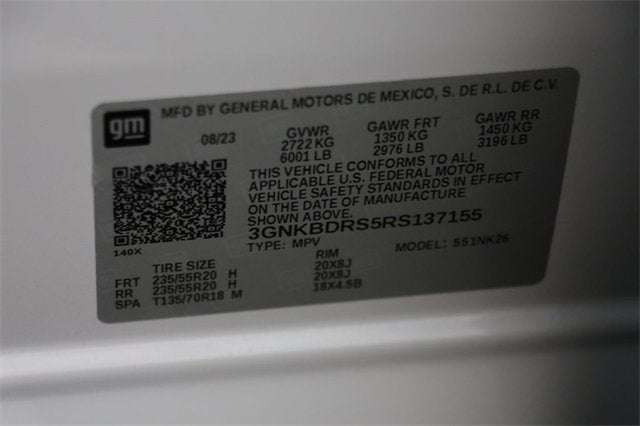 gm
MFD BY GENERAL MOTORS DE MEXICO, S. DE R.L. DE C.V.
08/23 GVWR GAWR FRT GAWR RR
2722 KG 1350 KG 1450 KG
6001 LB 2976 LB 3196 LB
THIS VEHICLE CONFORMS TO ALL
APPLICABLE U.S. FEDERAL MOTOR
VEHICLE SAFETY STANDARDS IN EFFECT
ON THE DATE OF MANUFACTURE
SHOWN ABOVE.
3GNKBDRS5RS137155
140X
TYPE: MPV MODEL: 551NK26
TIRE SIZE RIM
FRT 235/55R20 H 20X8J
RR 235/55R20 H 20X8J
SPA T135/70R18 M 18X4.5B